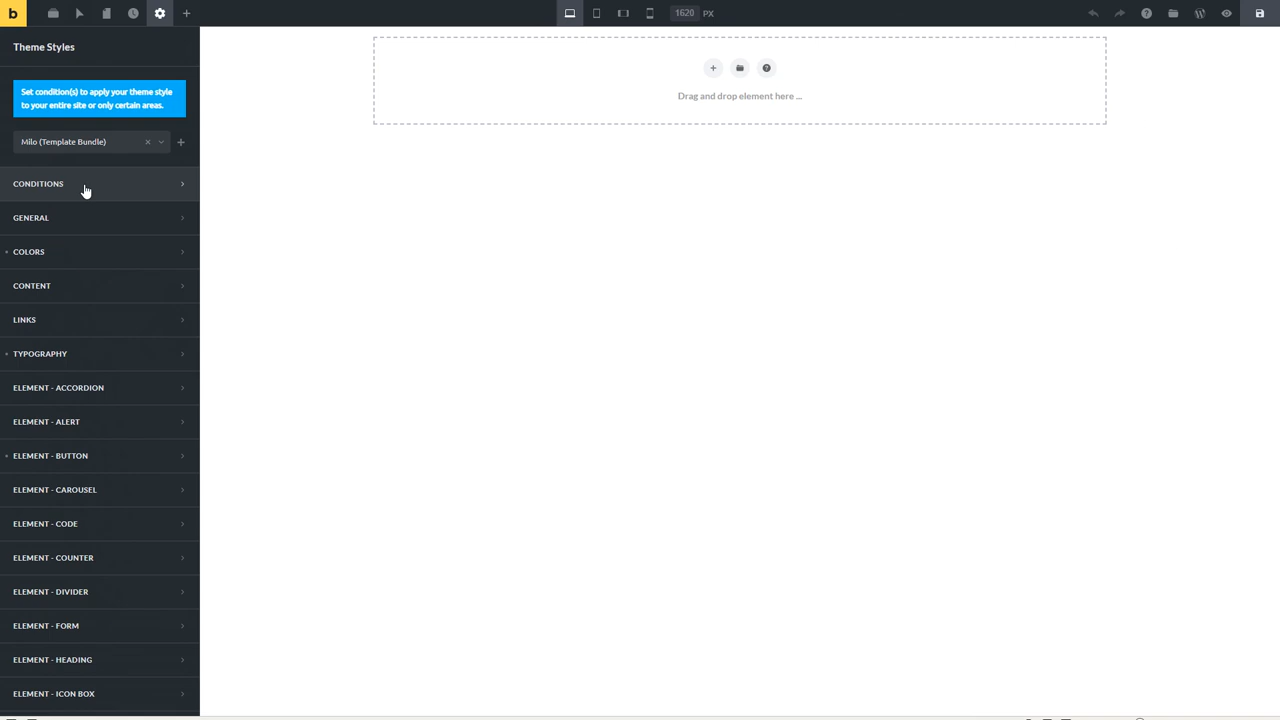 b
1620 PX
Theme Styles
Set condition(s) to apply your theme style
to your entire site or only certain areas.
Milo (Template Bundle)
CONDITIONS
GENERAL
COLORS
CONTENT
LINKS
TYPOGRAPHY
ELEMENT - ACCORDION
ELEMENT - ALERT
ELEMENT - BUTTON
ELEMENT - CAROUSEL
ELEMENT - CODE
ELEMENT - COUNTER
ELEMENT - DIVIDER
ELEMENT - FORM
ELEMENT - HEADING
ELEMENT - ICON BOX
Drag and drop element here ...